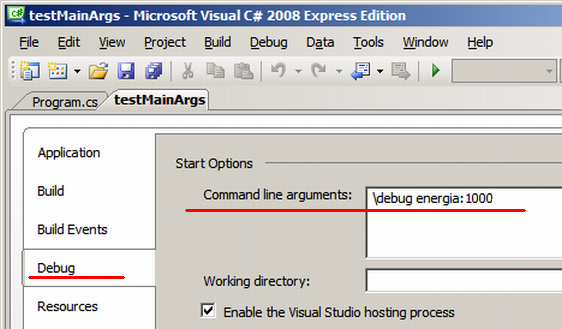 testMainArgs - Microsoft Visual C# 2008 Express Edition
File Edit View Project Build Debug Data Tools Window Help
Program.cs testMainArgs
Application
Build
Build Events
Debug
Resources
Start Options
Command line arguments: \debug energia:1000
Working directory:
Enable the Visual Studio hosting process